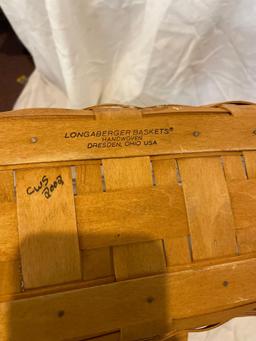 LONGABERGER BASKETS®
HANDWOVEN
DRESDEN, OHIO USA
CWS
2002